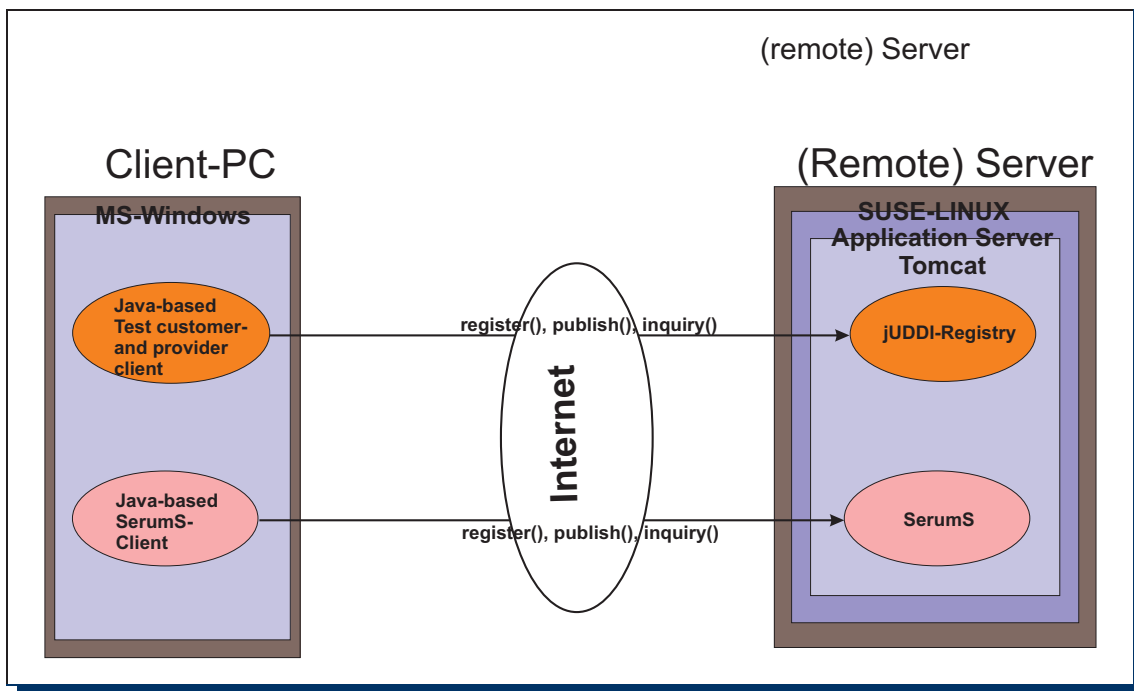 (remote) Server
Client-PC
(Remote) Server
MS-Windows
SUSE-LINUX
Application Server
Tomcat
Java-based
Test customer-
and provider
client
register(), publish(), inquiry()
jUDDI-Registry
Internet
Java-based
SerumS-
Client
register(), publish(), inquiry()
SerumS